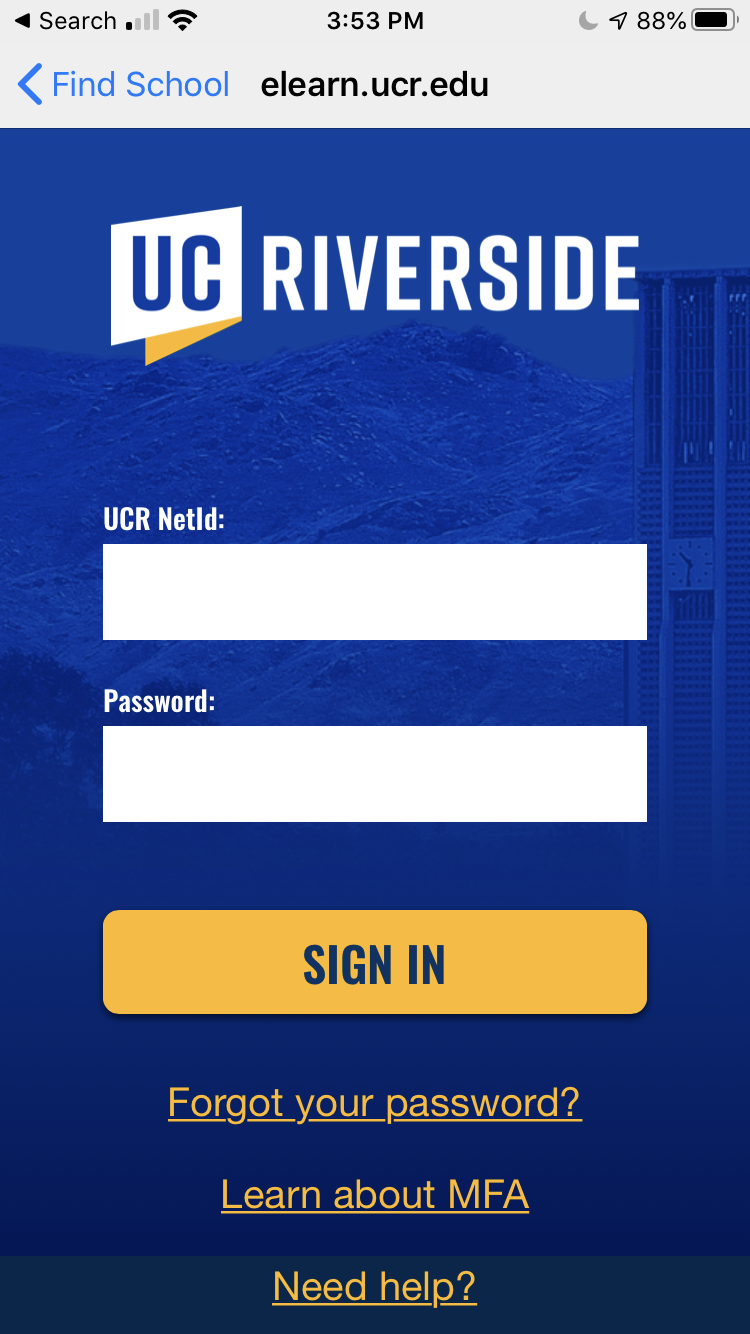 Search 3:53 PM 88%
Find School elearn.ucr.edu
UC RIVERSIDE
UCR NetId:
Password:
SIGN IN
Forgot your password?
Learn about MFA
Need help?